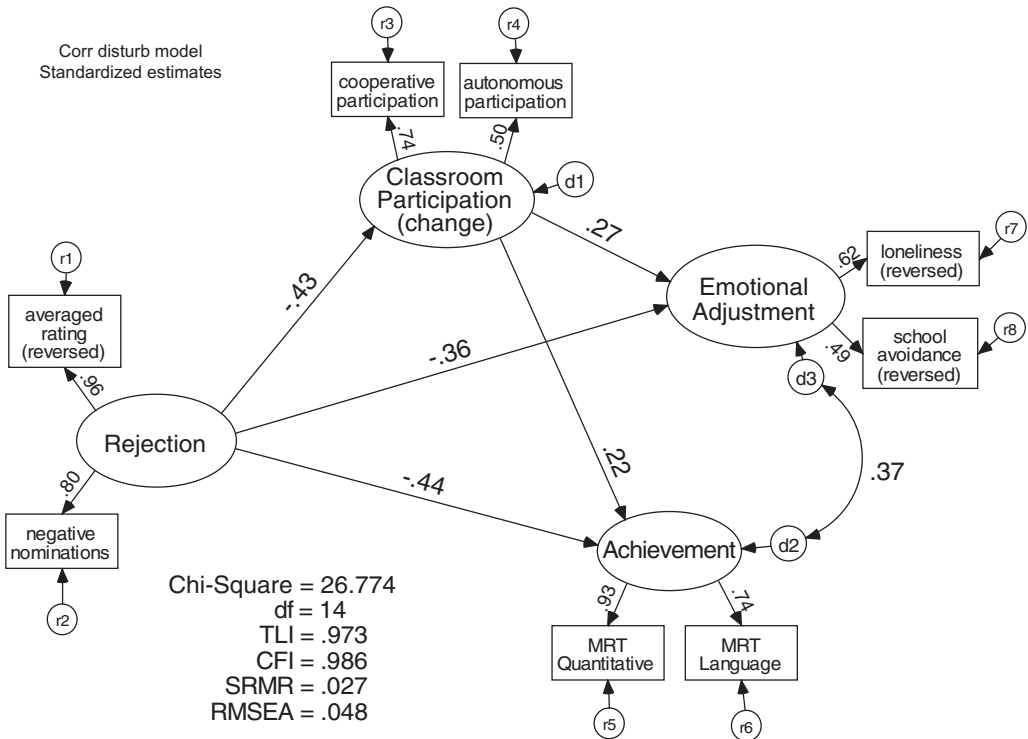 Corr disturb model
Standardized estimates
r3
r4
cooperative
participation
autonomous
participation
.74
.50
Classroom
Participation
(change)
d1
r1
averaged
rating
(reversed)
.96
-.43
.27
Emotional
Adjustment
.62
loneliness
(reversed)
r7
.49
school
avoidance
(reversed)
r8
d3
-.36
Rejection
.80
negative
nominations
r2
-.44
.22
.37
Achievement
d2
.93
.74
MRT
Quantitative
MRT
Language
r5
r6
Chi-Square = 26.774
df = 14
TLI = .973
CFI = .986
SRMR = .027
RMSEA = .048